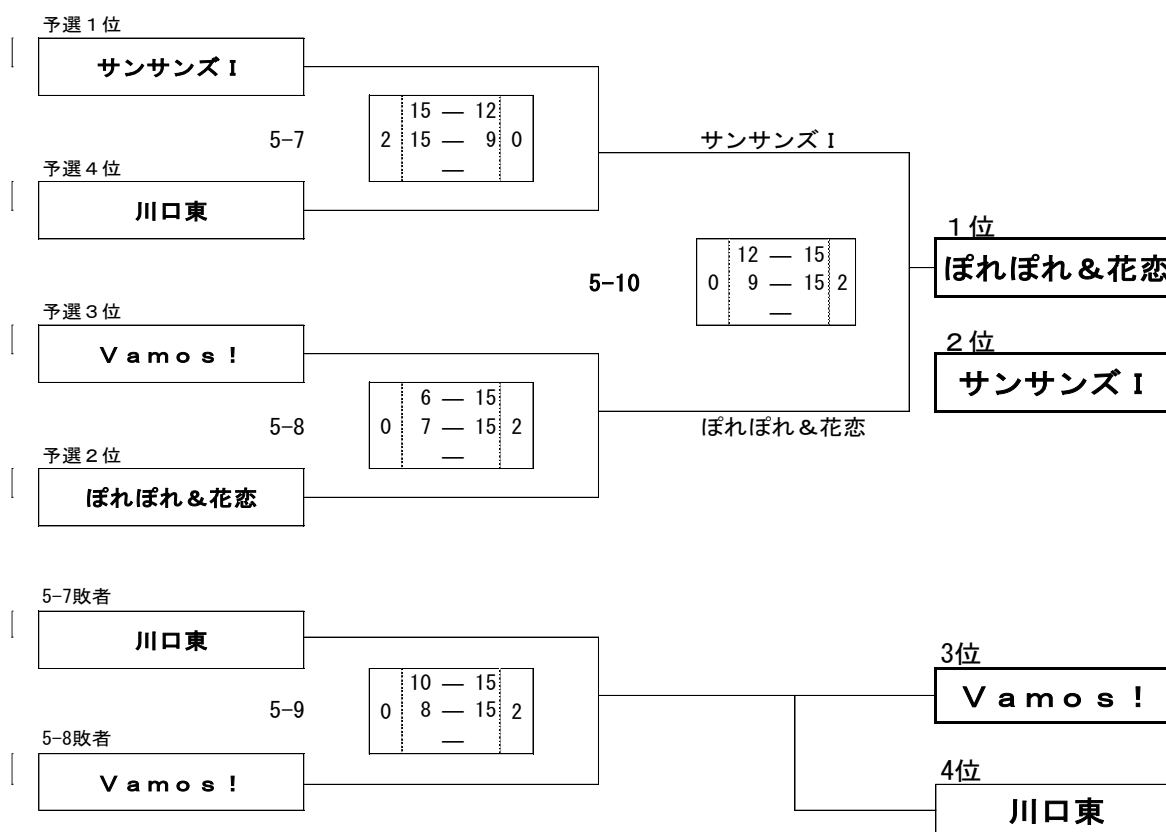 予選１位
サンサンズⅠ
5-7
15 ― 12
2 15 ― 9 0
―
予選４位
川口東
サンサンズⅠ
5-10
12 ― 15
0 9 ― 15 2
―
１位
ぽれぽれ＆花恋
２位
サンサンズⅠ
予選３位
Ｖａｍｏｓ！
5-8
6 ― 15
0 7 ― 15 2
―
予選２位
ぽれぽれ＆花恋
ぽれぽれ＆花恋
5-7敗者
川口東
5-9
10 ― 15
0 8 ― 15 2
―
5-8敗者
Ｖａｍｏｓ！
3位
Ｖａｍｏｓ！
4位
川口東